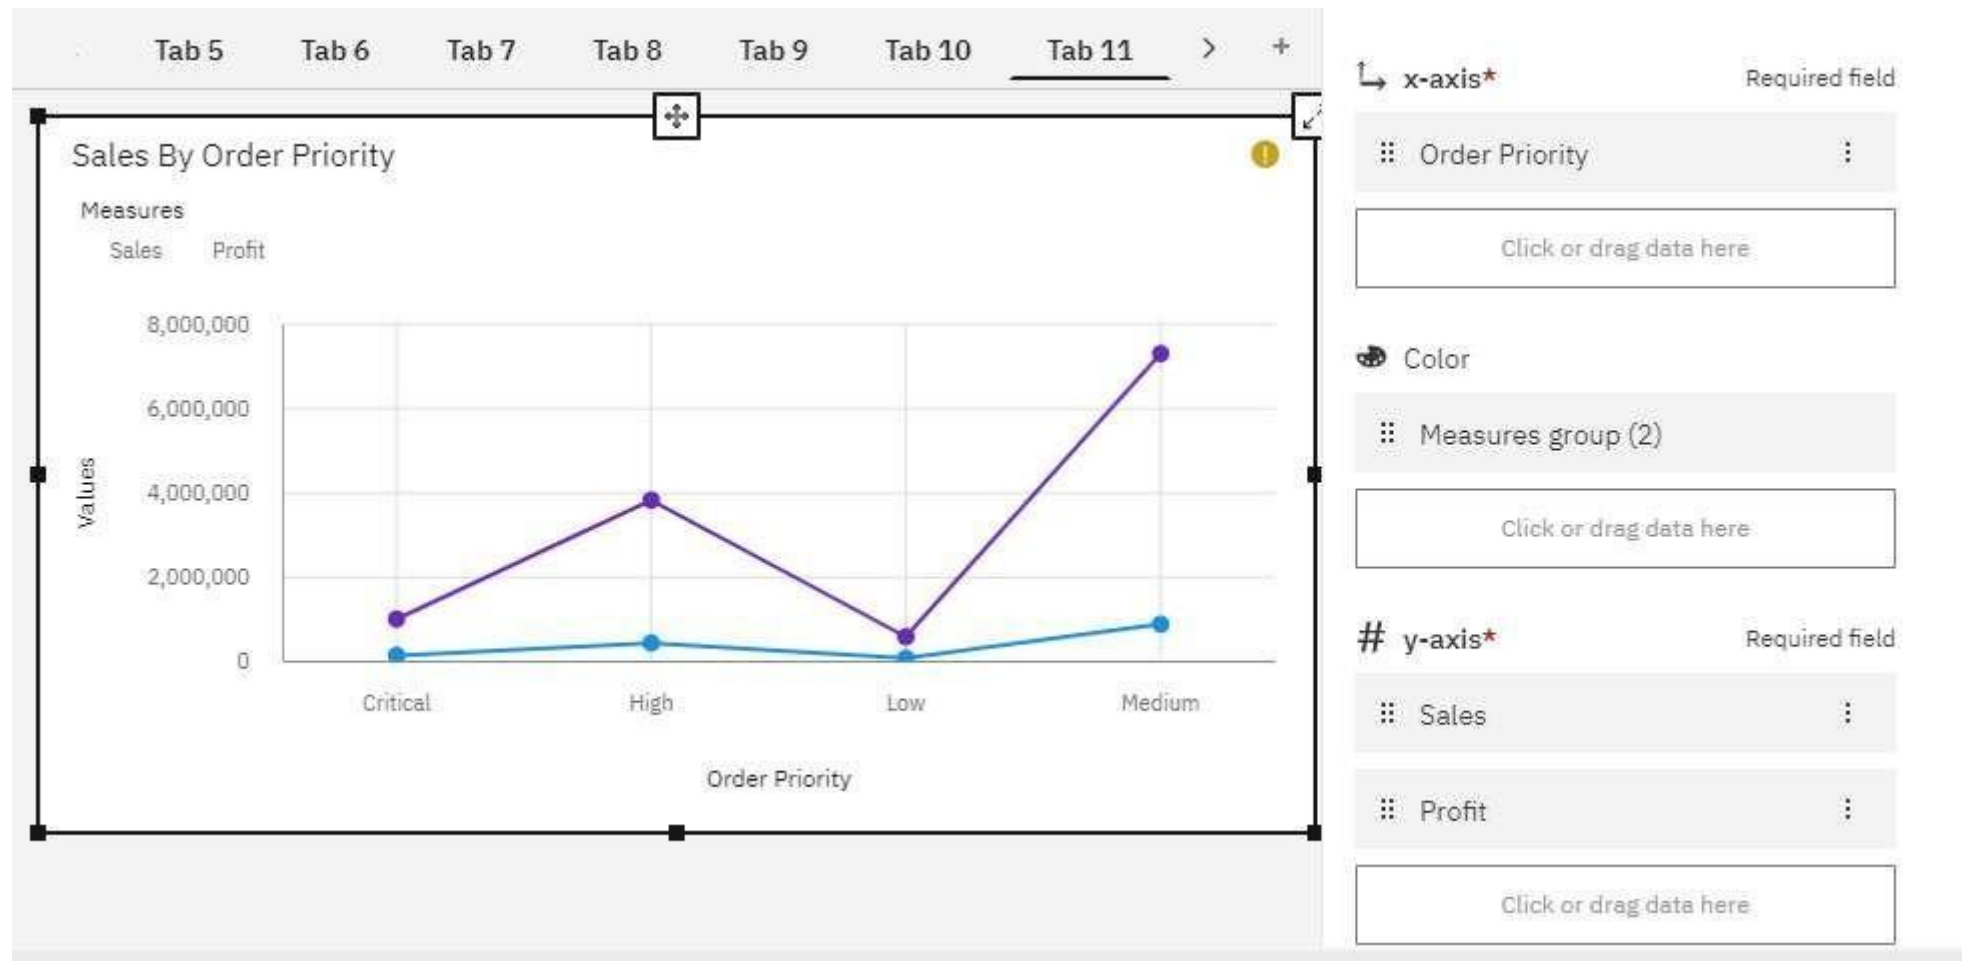 Tab 5 Tab 6 Tab 7 Tab 8 Tab 9 Tab 10 Tab 11
Sales By Order Priority
Measures
Sales Profit
8,000,000
6,000,000
4,000,000
2,000,000
0
Values
Critical High Low Medium
Order Priority
x-axis* Required field
Order Priority
Click or drag data here
Color
Measures group (2)
Click or drag data here
# y-axis* Required field
Sales
Profit
Click or drag data here